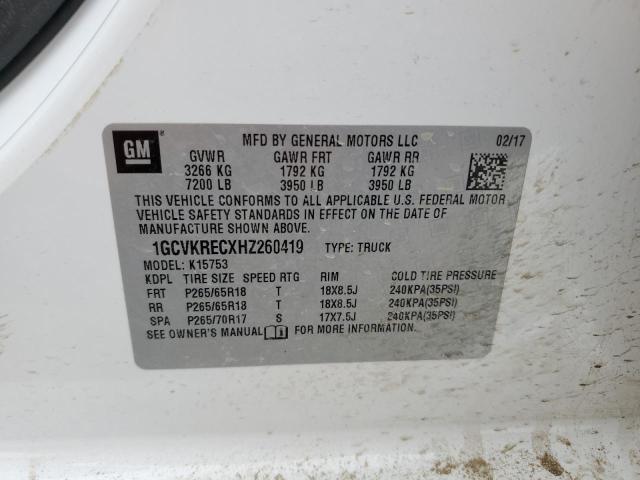 GM ® MFD BY GENERAL MOTORS LLC 02/17
GVWR GAWR FRT GAWR RR
3266 KG 1792 KG 1792 KG
7200 LB 3950 LB 3950 LB
THIS VEHICLE CONFORMS TO ALL APPLICABLE U.S. FEDERAL MOTOR
VEHICLE SAFETY STANDARDS IN EFFECT ON THE DATE OF
MANUFACTURE SHOWN ABOVE.
1GCVKRECXHZ260419 TYPE: TRUCK
MODEL: K15753
KDPL TIRE SIZE SPEED RTG RIM COLD TIRE PRESSURE
FRT P265/65R18 T 18X8.5J 240KPA(35PSI)
RR P265/65R18 T 18X8.5J 240KPA(35PSI)
SPA P265/70R17 S 17X7.5J 240KPA(35PSI)
SEE OWNER'S MANUAL FOR MORE INFORMATION.